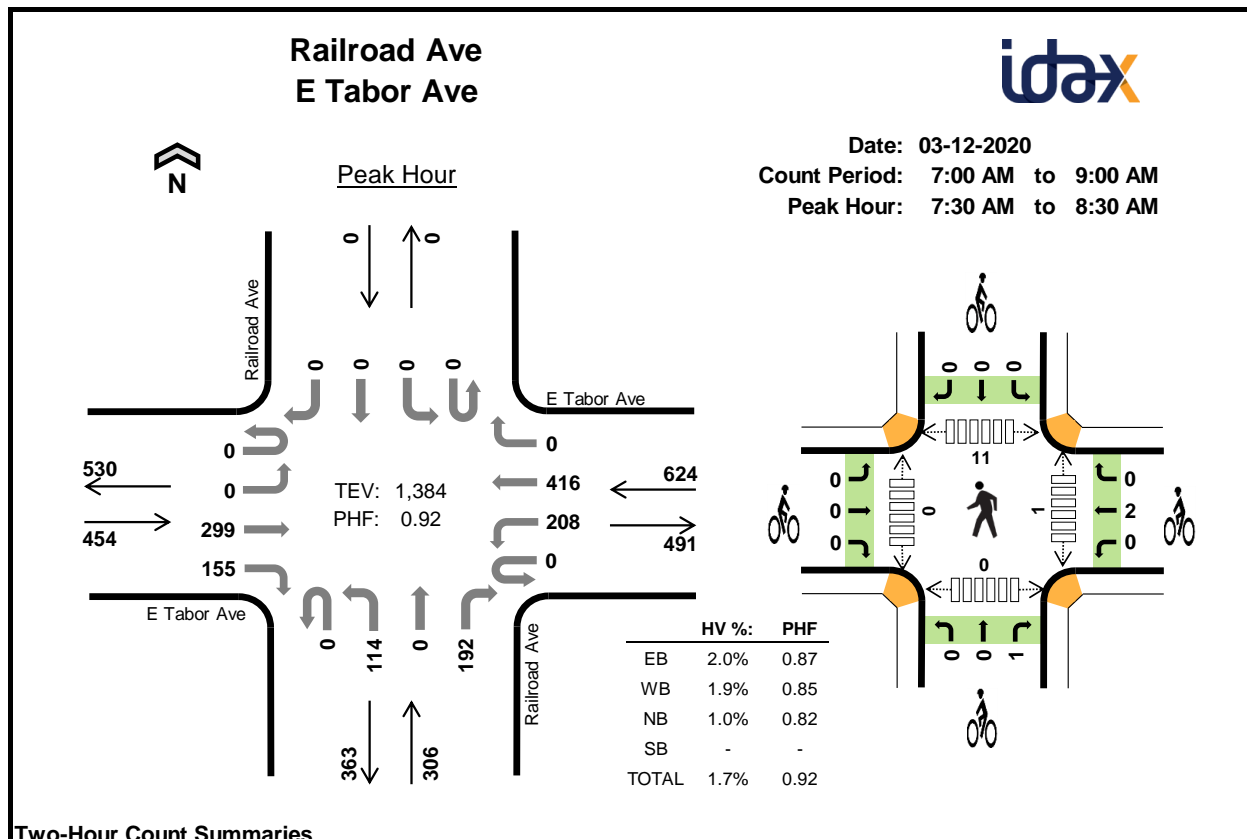 Railroad Ave
E Tabor Ave
idax
Date: 03-12-2020
Count Period: 7:00 AM to 9:00 AM
Peak Hour: 7:30 AM to 8:30 AM
N
Peak Hour
0 0
Railroad Ave
0 0 0 0
E Tabor Ave
0
0
416
208
0
624
491
530
454
0
299
155
TEV: 1,384
PHF: 0.92
E Tabor Ave
0 114 0 192
Railroad Ave
363 306
HV %: PHF
EB 2.0% 0.87
WB 1.9% 0.85
NB 1.0% 0.82
SB - -
TOTAL 1.7% 0.92
0 0 0
11
0
0
0
0
1
0
2
0
0
0 0 1
Two-Hour Count Summaries